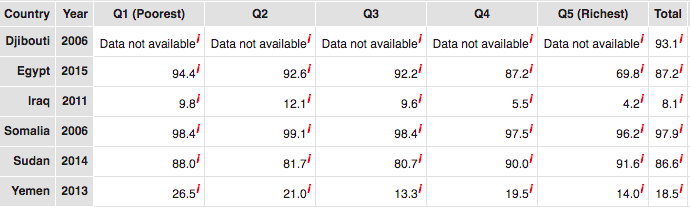 Country Year Q1 (Poorest) Q2 Q3 Q4 Q5 (Richest) Total
Djibouti 2006 Data not available i Data not available i Data not available i Data not available i Data not available i 93.1 i
Egypt 2015 94.4 i 92.6 i 92.2 i 87.2 i 69.8 i 87.2 i
Iraq 2011 9.8 i 12.1 i 9.6 i 5.5 i 4.2 i 8.1 i
Somalia 2006 98.4 i 99.1 i 98.4 i 97.5 i 96.2 i 97.9 i
Sudan 2014 88.0 i 81.7 i 80.7 i 90.0 i 91.6 i 86.6 i
Yemen 2013 26.5 i 21.0 i 13.3 i 19.5 i 14.0 i 18.5 i